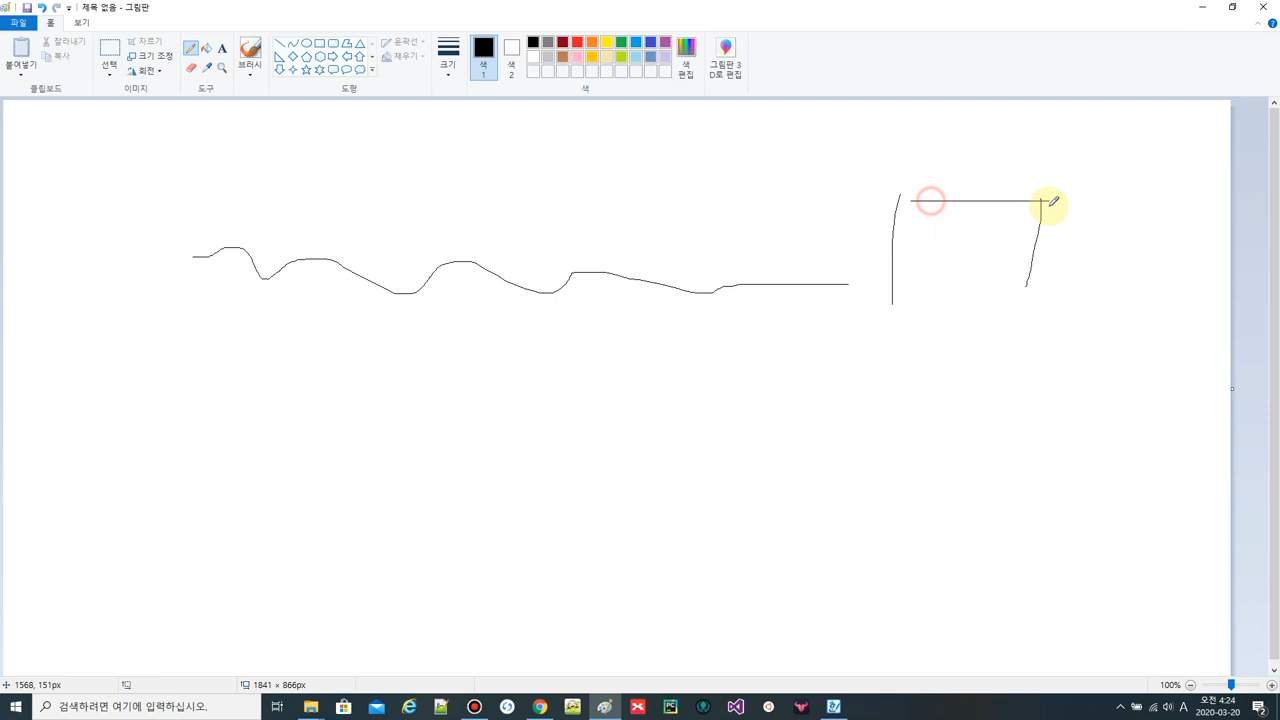 제목 없음 - 그림판
파일
홈
보기
붙여넣기
잘라내기
복사
클립보드
선택
자르기
크기 조정
회전
이미지
A
도구
브러시
윤곽선
채우기
도형
크기
색
1
색
2
색
편집
색
그림판 3
D로 편집
1568, 151px
1841 × 866px
100%
검색하려면 여기에 입력하십시오.
A
오전 4:24
2020-03-20
2